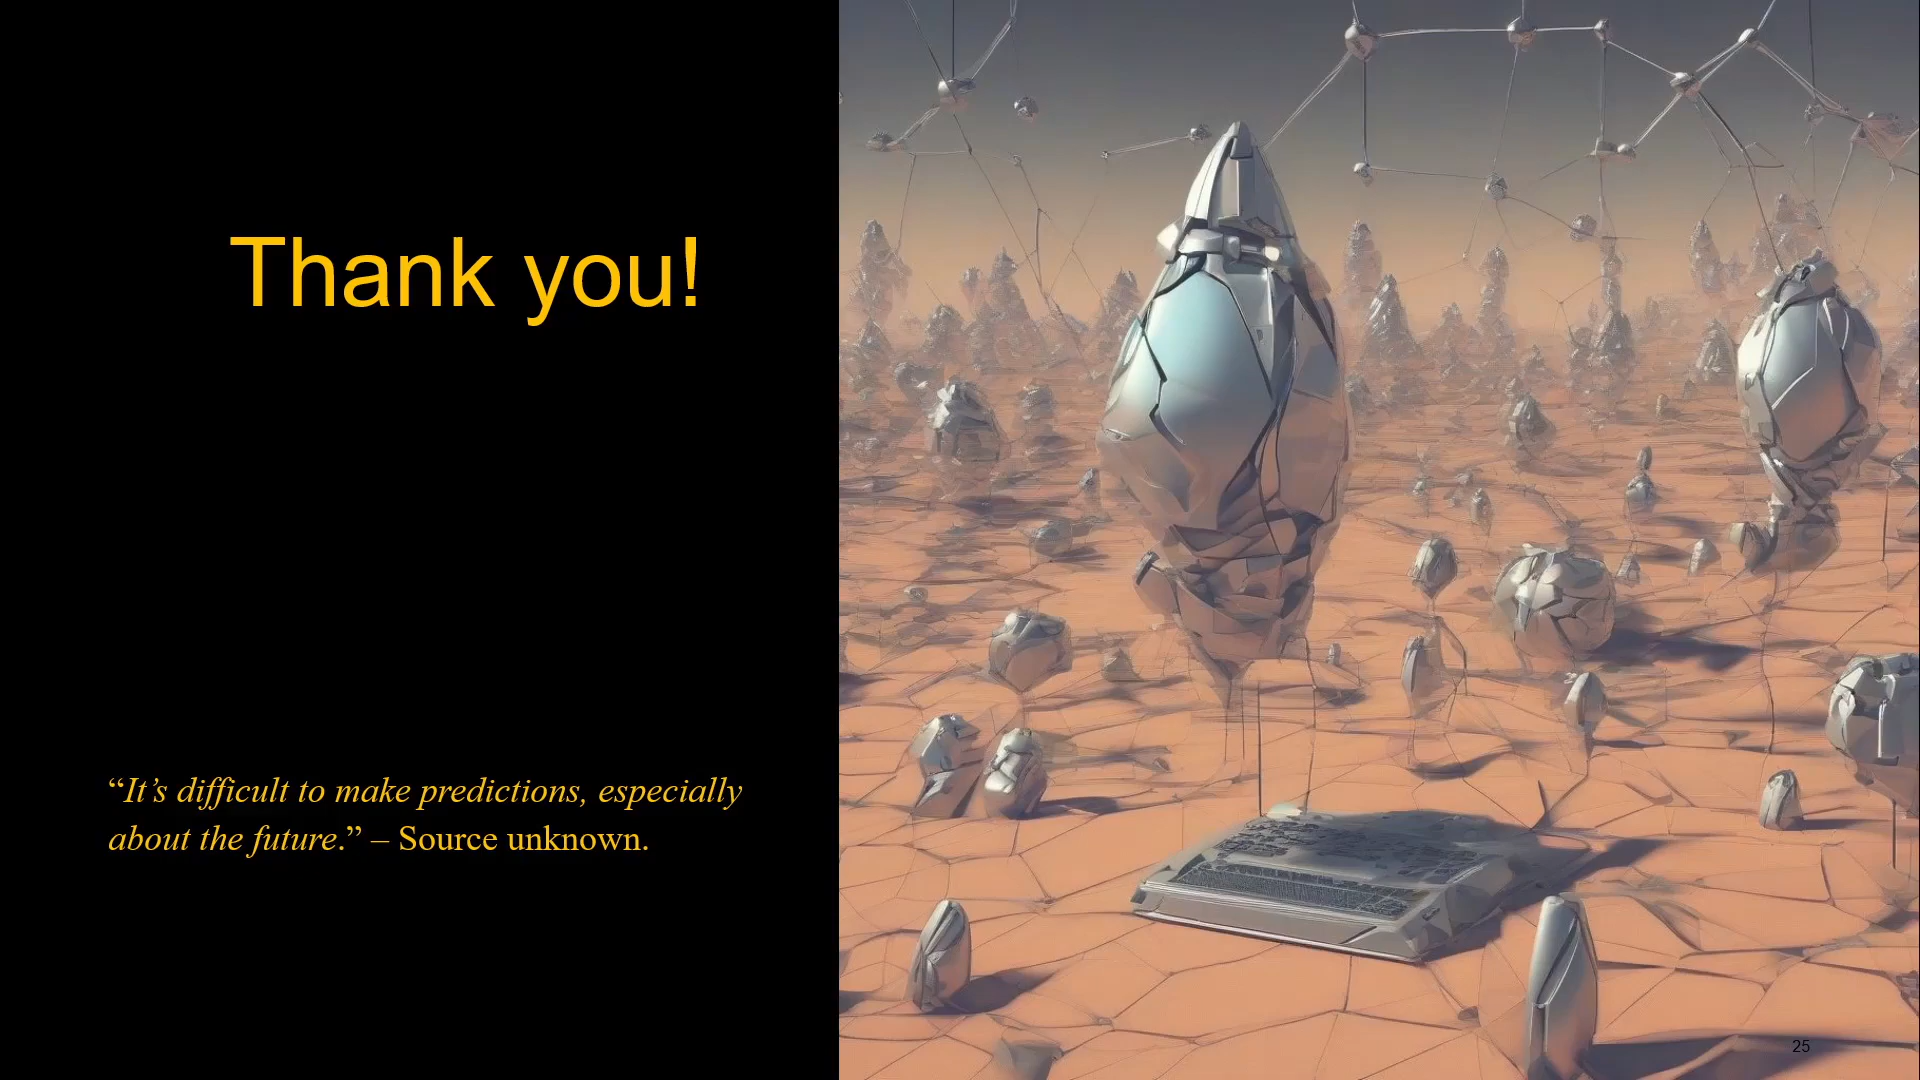 Thank you!
“It’s difficult to make predictions, especially
about the future.” – Source unknown.
25